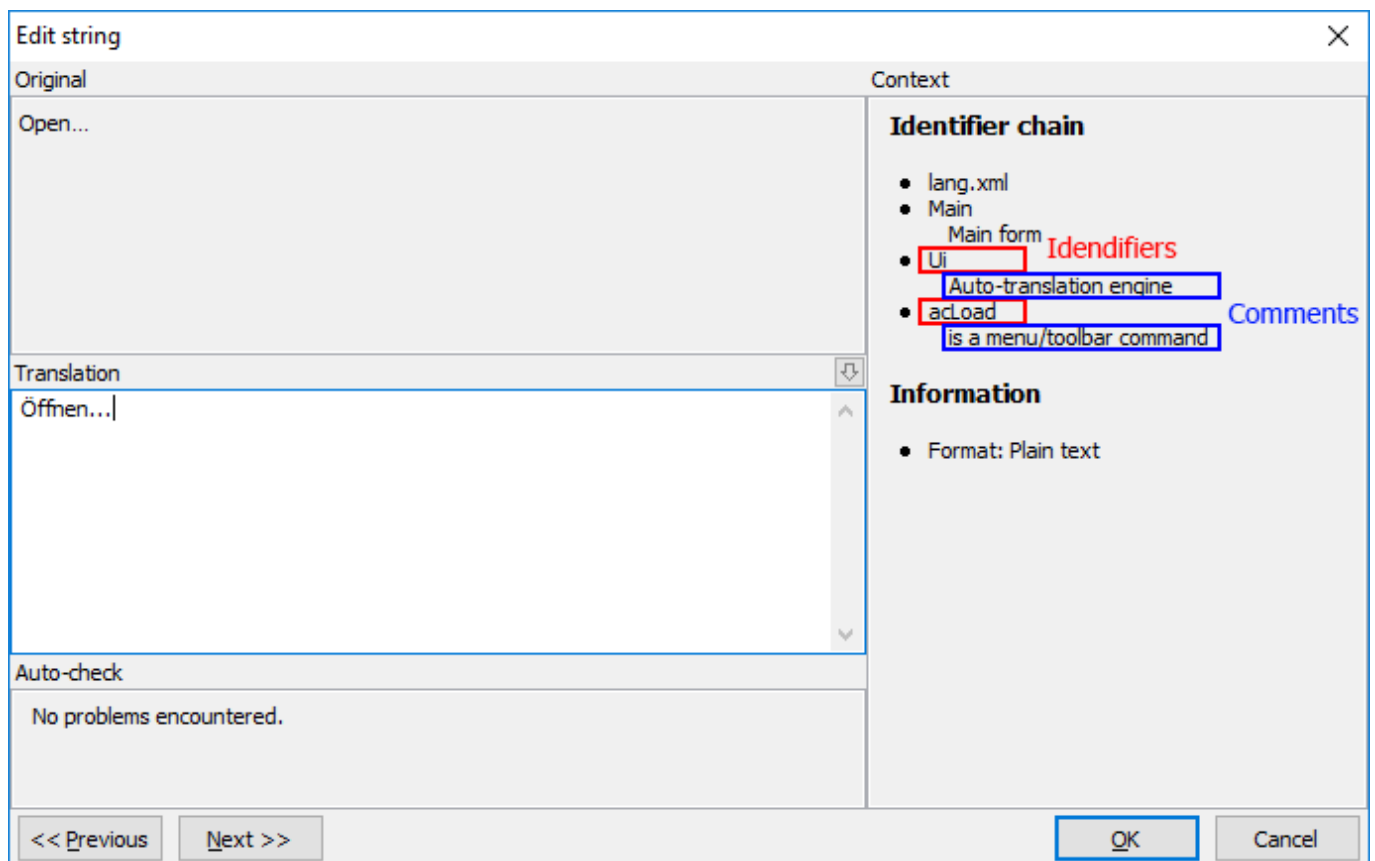 Edit string
Original
Open…
Translation
Öffnen...
Auto-check
No problems encountered.
<< Previous
Next >>
Context
Identifier chain
lang.xml
Main
Main form
Idendifiers
Ui
Auto-translation engine
acLoad
Comments
is a menu/toolbar command
Information
Format: Plain text
OK
Cancel